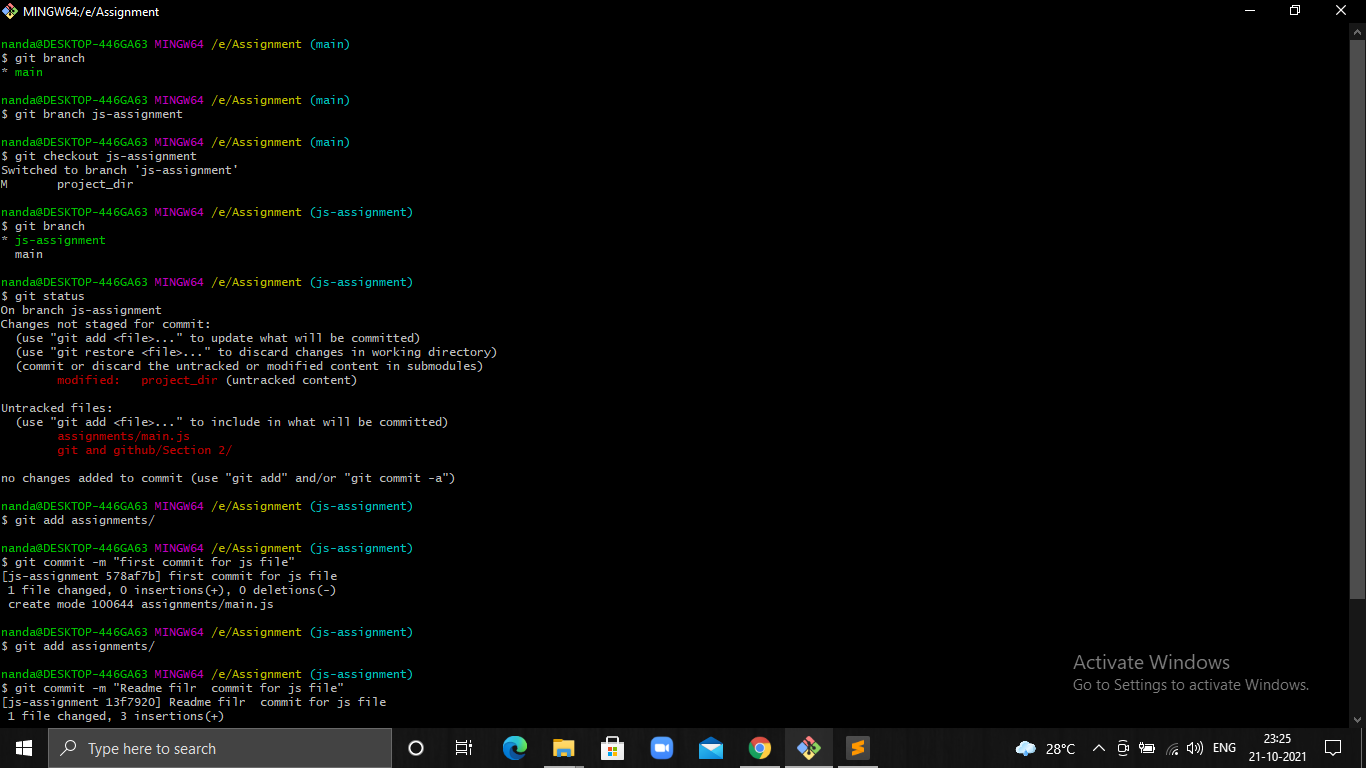 MINGW64:/e/Assignment
nanda@DESKTOP-446GA63 MINGW64 /e/Assignment (main)
$ git branch
* main
nanda@DESKTOP-446GA63 MINGW64 /e/Assignment (main)
$ git branch js-assignment
nanda@DESKTOP-446GA63 MINGW64 /e/Assignment (main)
$ git checkout js-assignment
Switched to branch 'js-assignment'
M       project_dir
nanda@DESKTOP-446GA63 MINGW64 /e/Assignment (js-assignment)
$ git branch
* js-assignment
  main
nanda@DESKTOP-446GA63 MINGW64 /e/Assignment (js-assignment)
$ git status
On branch js-assignment
Changes not staged for commit:
  (use "git add <file>..." to update what will be committed)
  (use "git restore <file>..." to discard changes in working directory)
  (commit or discard the untracked or modified content in submodules)
        modified:   project_dir (untracked content)
Untracked files:
  (use "git add <file>..." to include in what will be committed)
        assignments/main.js
        git and github/Section 2/
no changes added to commit (use "git add" and/or "git commit -a")
nanda@DESKTOP-446GA63 MINGW64 /e/Assignment (js-assignment)
$ git add assignments/
nanda@DESKTOP-446GA63 MINGW64 /e/Assignment (js-assignment)
$ git commit -m "first commit for js file"
[js-assignment 578af7b] first commit for js file
 1 file changed, 0 insertions(+), 0 deletions(-)
 create mode 100644 assignments/main.js
nanda@DESKTOP-446GA63 MINGW64 /e/Assignment (js-assignment)
$ git add assignments/
nanda@DESKTOP-446GA63 MINGW64 /e/Assignment (js-assignment)
$ git commit -m "Readme filr  commit for js file"
[js-assignment 13f7920] Readme filr  commit for js file
 1 file changed, 3 insertions(+)
Activate Windows
Go to Settings to activate Windows.
Type here to search
28°C
ENG
23:25
21-10-2021